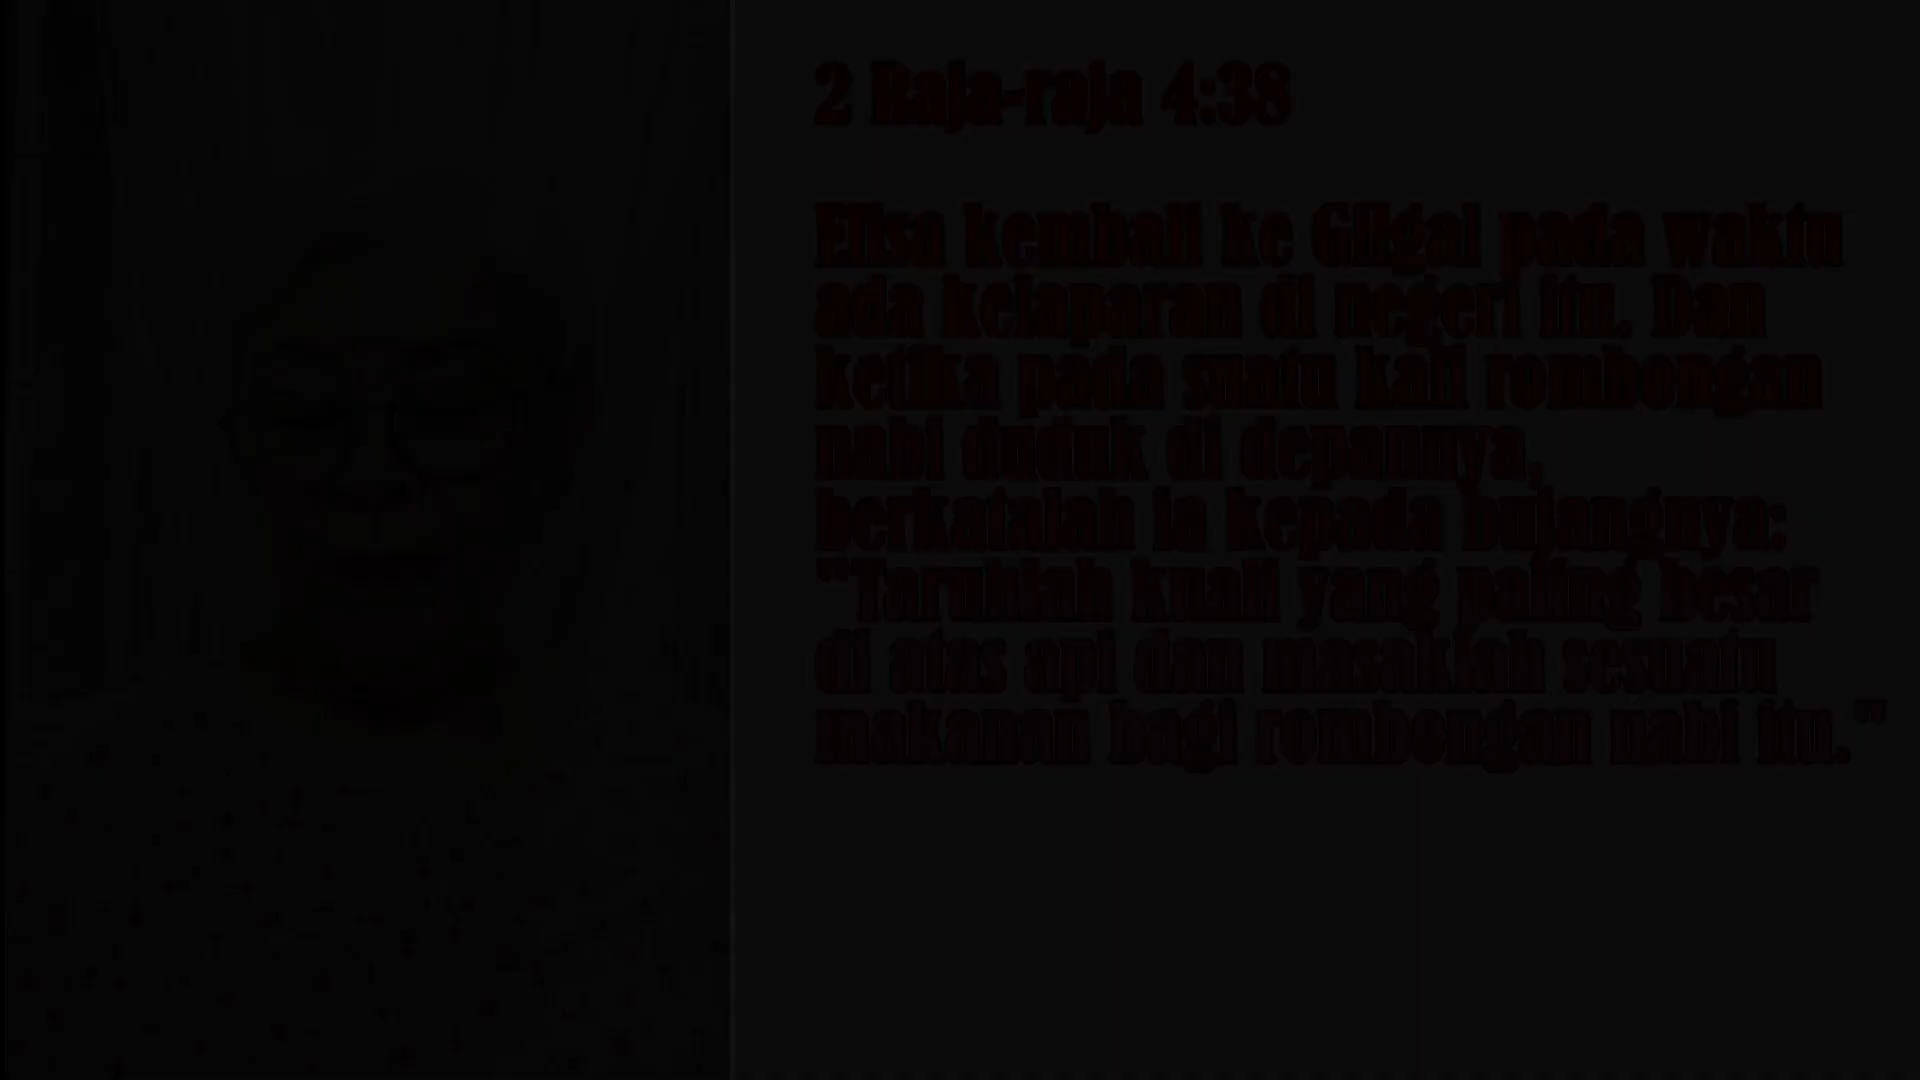 2 Raja-raja 4:38
Elisa kembali ke Gilgal pada waktu
ada kelaparan di negeri itu. Dan
ketika pada suatu kali rombongan
nabi duduk di depannya,
berkatalah ia kepada bujangnya:
"Taruhlah kuali yang paling besar
di atas api dan masaklah sesuatu
makanan bagi rombongan nabi itu."